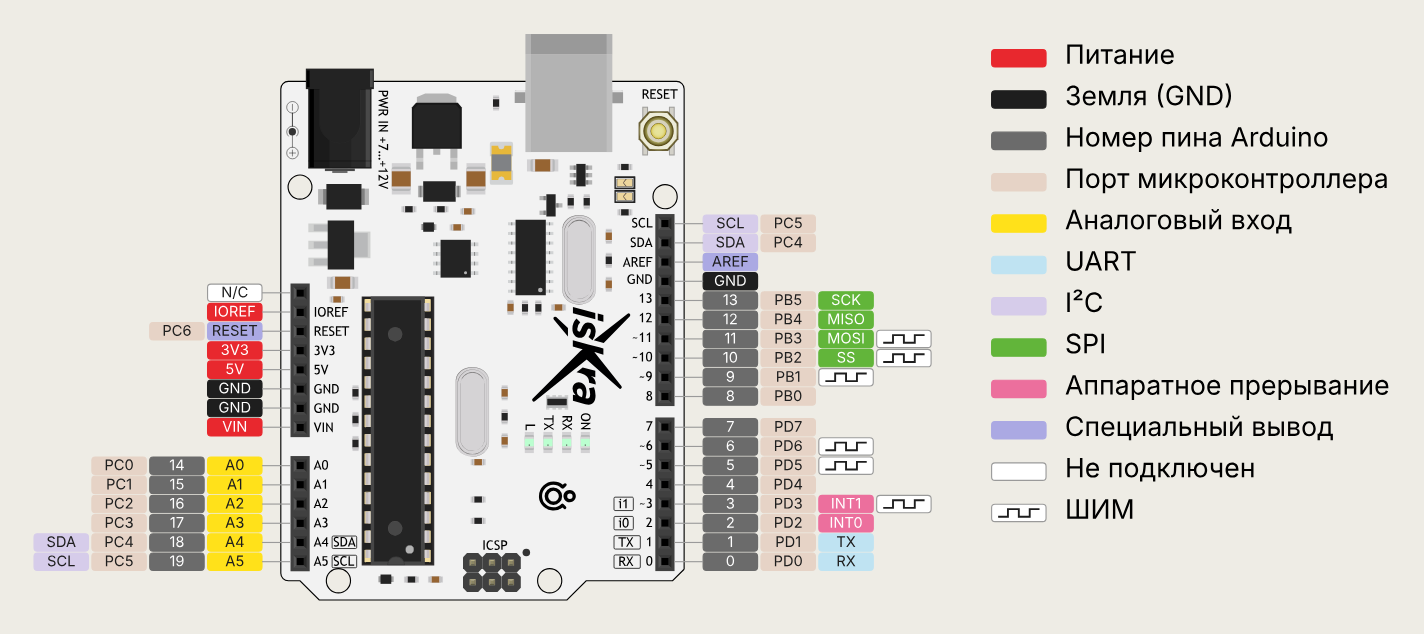 PWR IN +7...+12V
RESET
N/C
IOREF IOREF
PC6 RESET RESET
3V3 3V3
5V 5V
GND GND
GND GND
VIN VIN
PC0 14 A0 A0
PC1 15 A1 A1
PC2 16 A2 A2
PC3 17 A3 A3
SDA PC4 18 A4 A4 SDA
SCL PC5 19 A5 A5 SCL
iskra
L TX RX ON
ICSP
SCL SCL PC5
SDA SDA PC4
AREF AREF
GND GND
13 13 PB5 SCK
12 12 PB4 MISO
~11 11 PB3 MOSI
~10 10 PB2 SS
~9 9 PB1
8 8 PB0
7 7 PD7
~6 6 PD6
~5 5 PD5
4 4 PD4
i1 ~3 3 PD3 INT1
i0 2 2 PD2 INT0
TX 1 1 PD1 TX
RX 0 0 PD0 RX
Питание
Земля (GND)
Номер пина Arduino
Порт микроконтроллера
Аналоговый вход
UART
I²C
SPI
Аппаратное прерывание
Специальный вывод
Не подключен
ШИМ